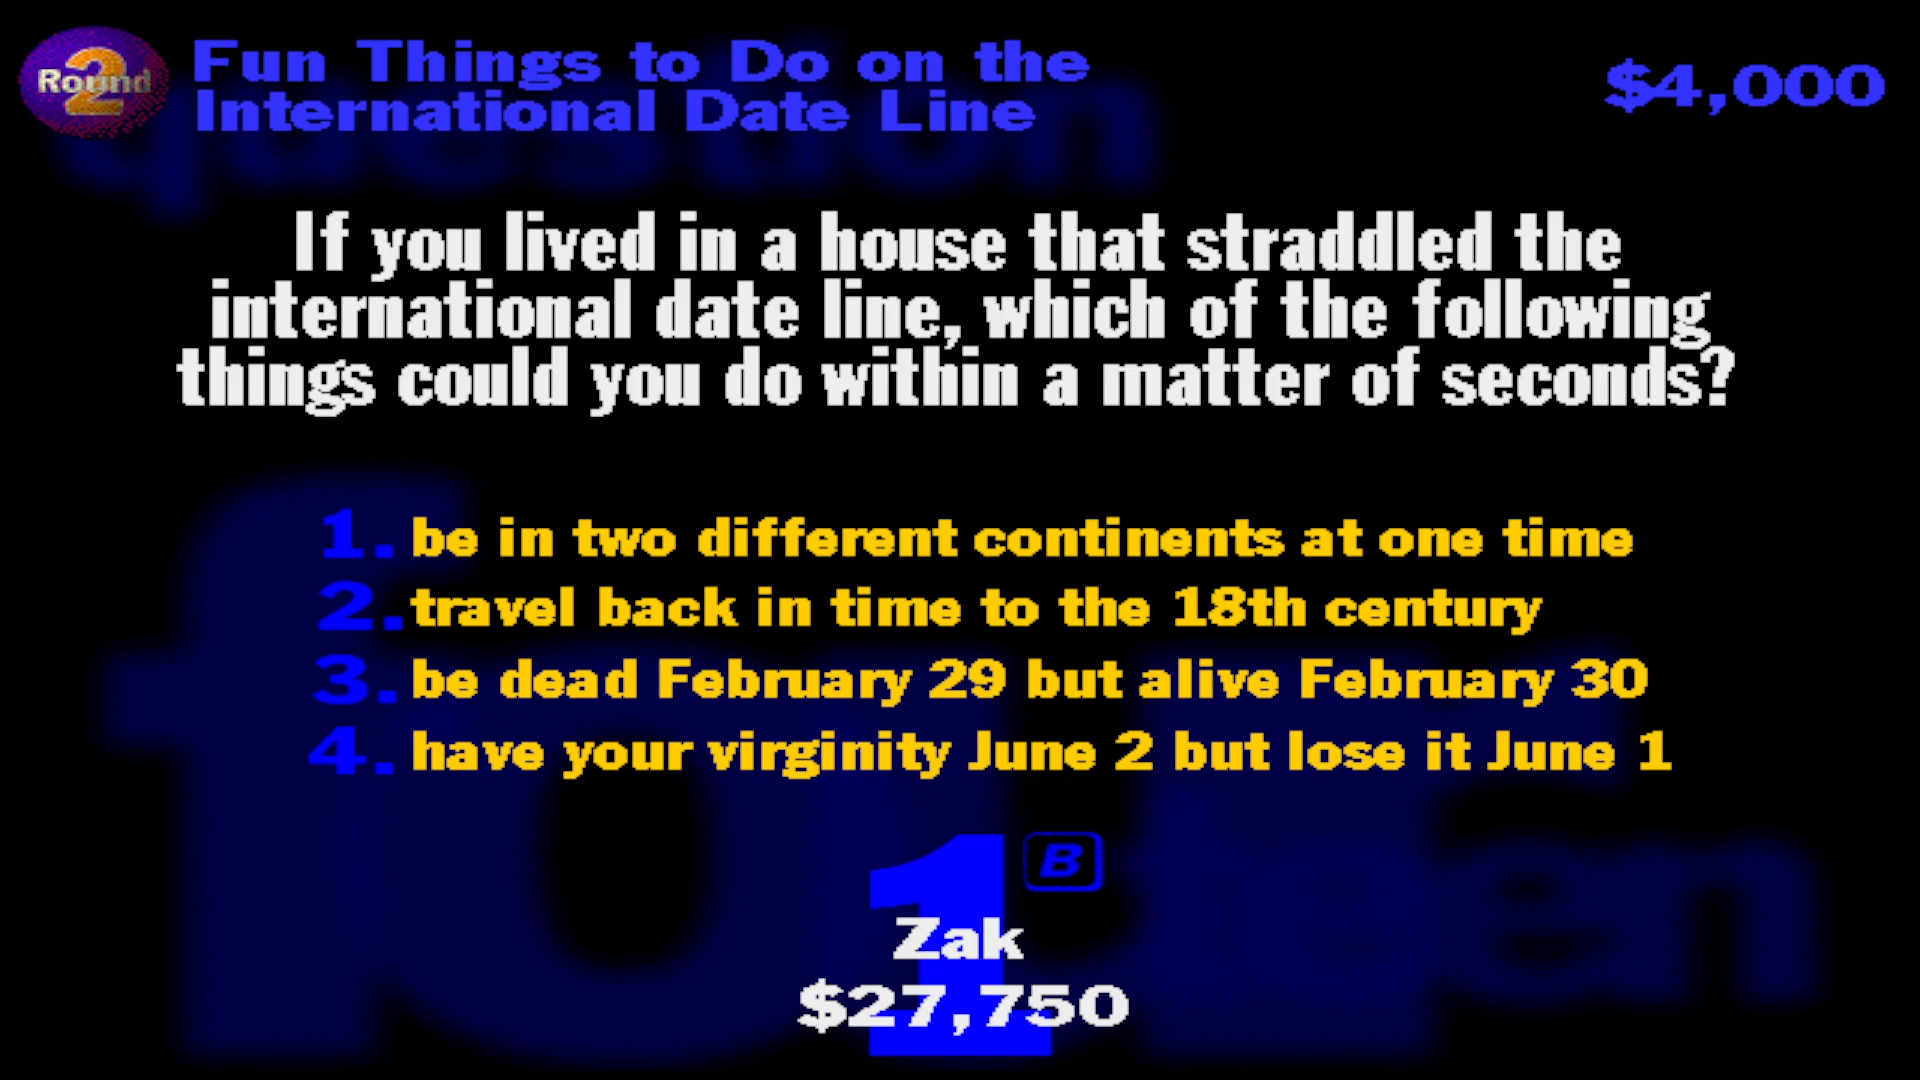 Round 2
Fun Things to Do on the
International Date Line
$4,000
question
If you lived in a house that straddled the
international date line, which of the following
things could you do within a matter of seconds?
1. be in two different continents at one time
2. travel back in time to the 18th century
3. be dead February 29 but alive February 30
4. have your virginity June 2 but lose it June 1
1 B
Zak
$27,750